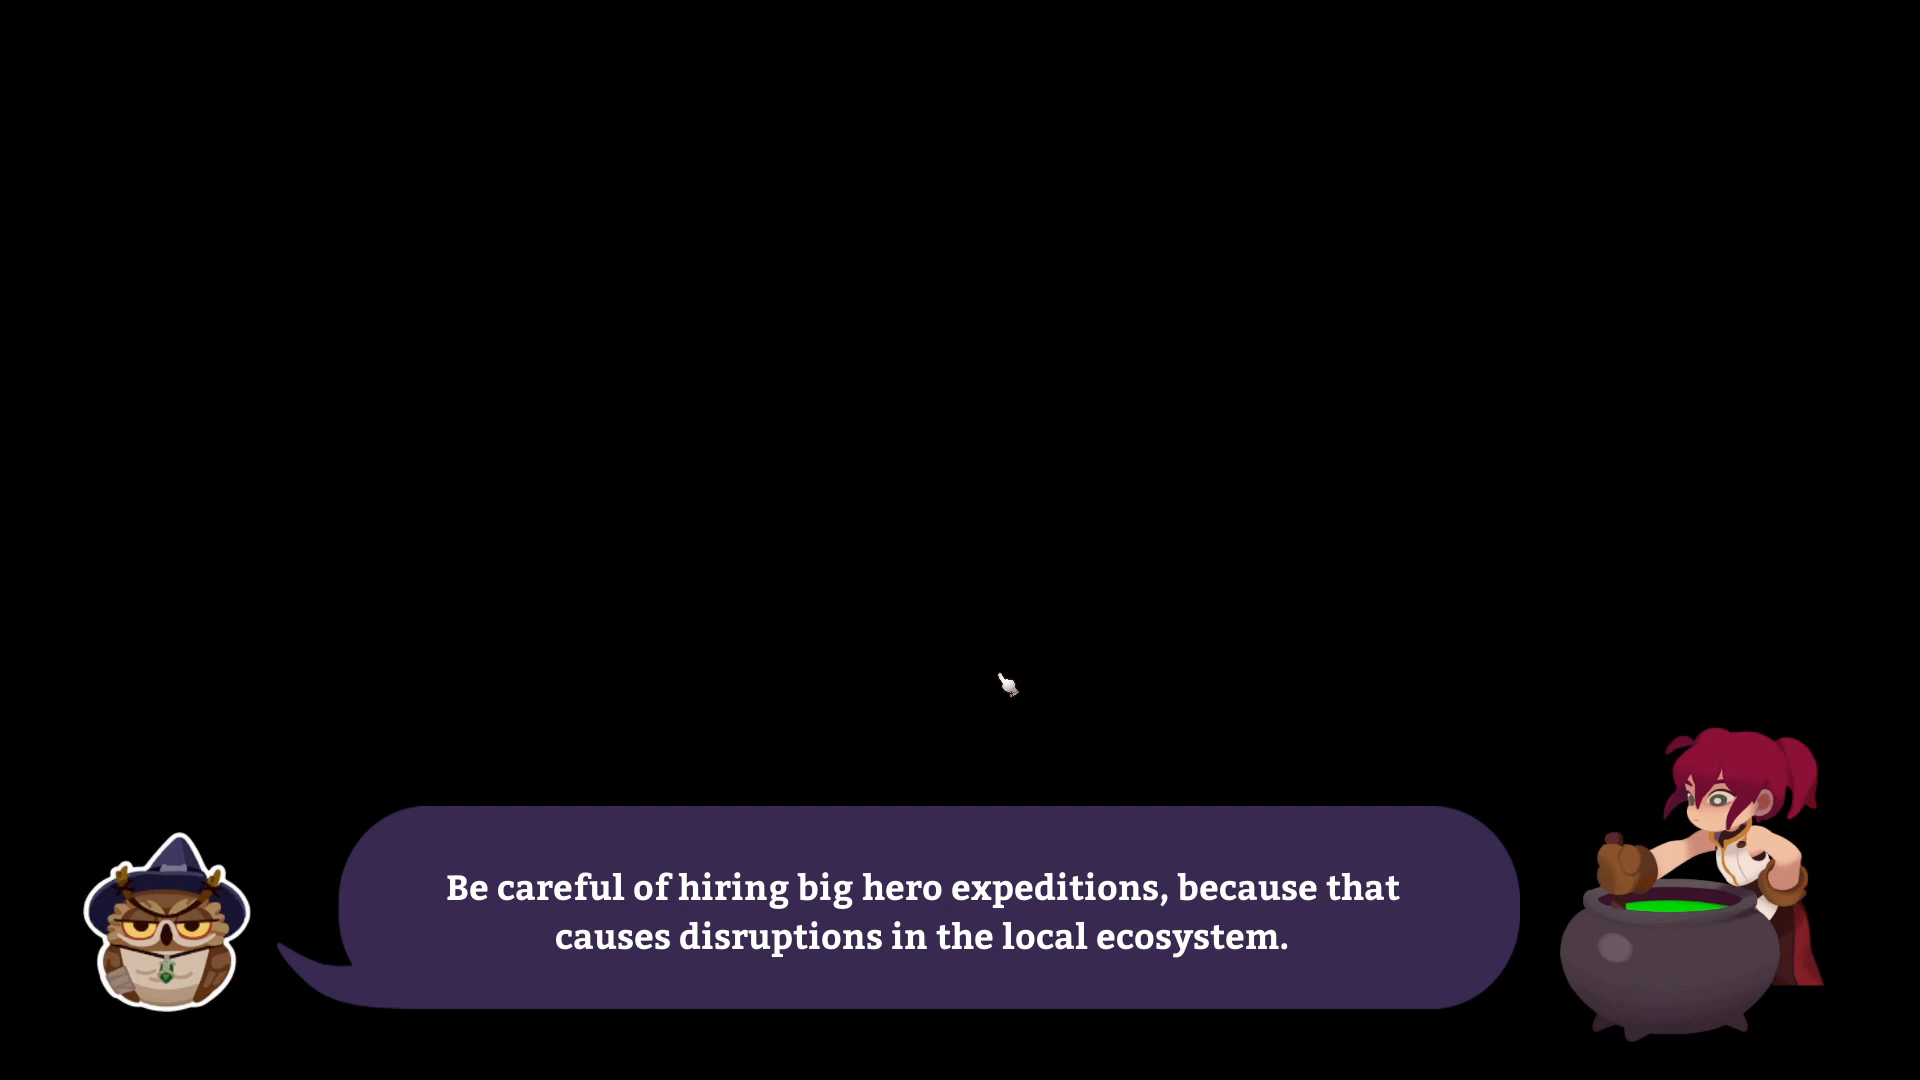 Be careful of hiring big hero expeditions, because that
causes disruptions in the local ecosystem.